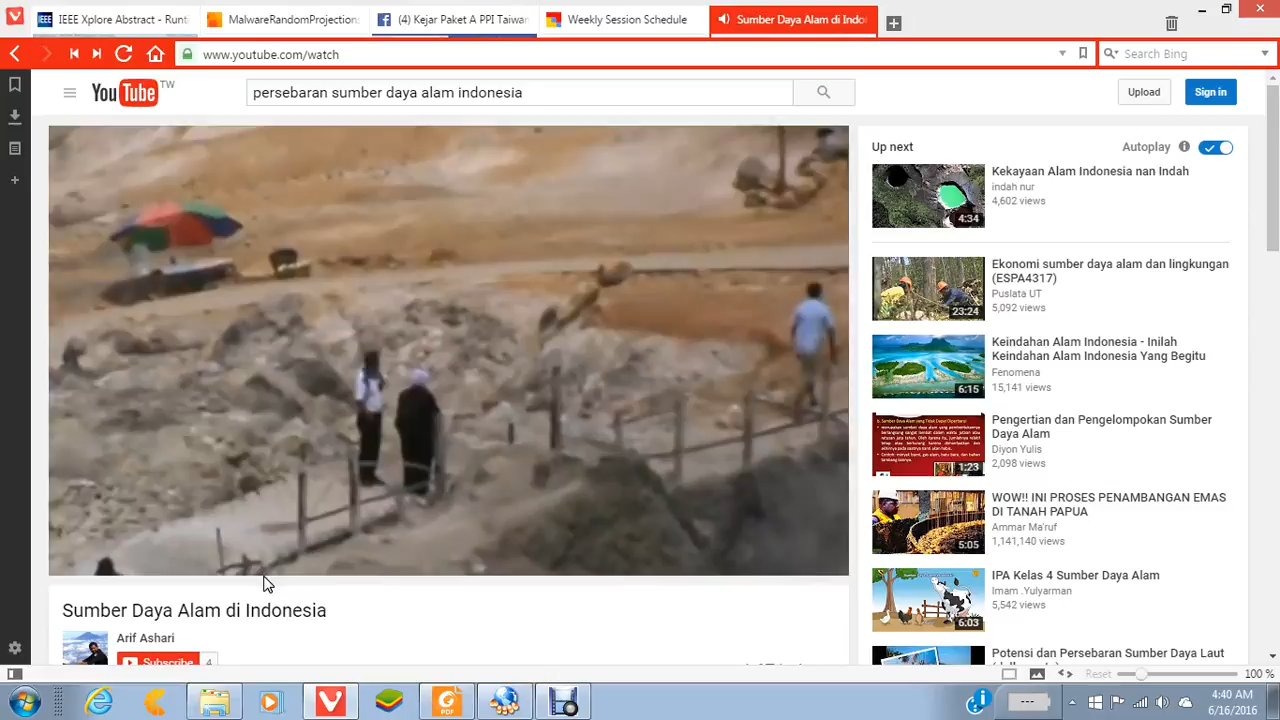 IEEE Xplore Abstract - Runt
MalwareRandomProjection
(4) Kejar Paket A PPI Taiwan
Weekly Session Schedule
Sumber Daya Alam di Indo
www.youtube.com/watch
Search Bing
YouTube TW
persebaran sumber daya alam indonesia
Upload
Sign in
Up next
Autoplay
Kekayaan Alam Indonesia nan Indah
indah nur
4,602 views
4:34
Ekonomi sumber daya alam dan lingkungan
(ESPA4317)
Puslata UT
5,092 views
23:24
Keindahan Alam Indonesia - Inilah
Keindahan Alam Indonesia Yang Begitu
Fenomena
15,141 views
6:15
Pengertian dan Pengelompokan Sumber
Daya Alam
Diyon Yulis
2,098 views
1:23
WOW!! INI PROSES PENAMBANGAN EMAS
DI TANAH PAPUA
Ammar Ma'ruf
1,141,140 views
5:05
IPA Kelas 4 Sumber Daya Alam
Imam .Yulyarman
5,542 views
6:03
Potensi dan Persebaran Sumber Daya Laut
Sumber Daya Alam di Indonesia
Arif Ashari
Subscribe 4
Reset
100 %
PDF
4:40 AM
6/16/2016